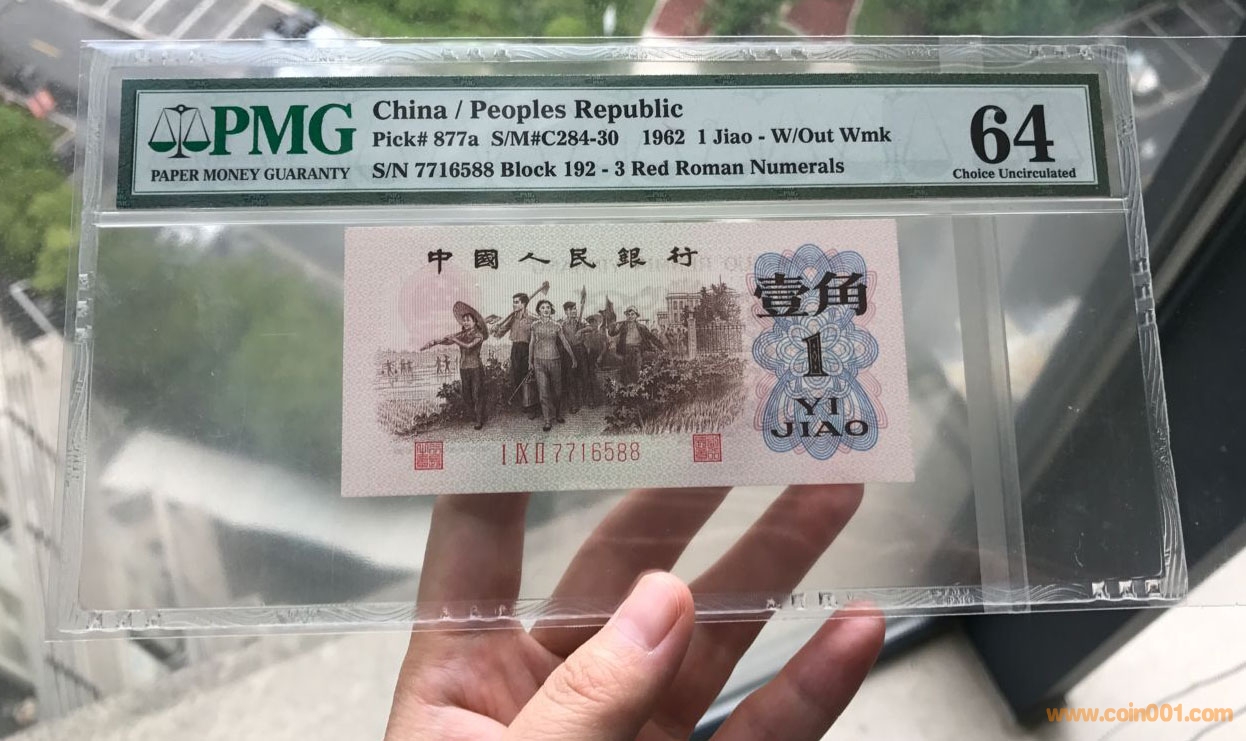 PMG
PAPER MONEY GUARANTY
China / Peoples Republic
Pick# 877a S/M#C284-30 1962 1 Jiao - W/Out Wmk
S/N 7716588 Block 192 - 3 Red Roman Numerals
64
Choice Uncirculated
中國人民銀行
壹角
1
YI
JIAO
I IX II 7716588
www.coin001.com